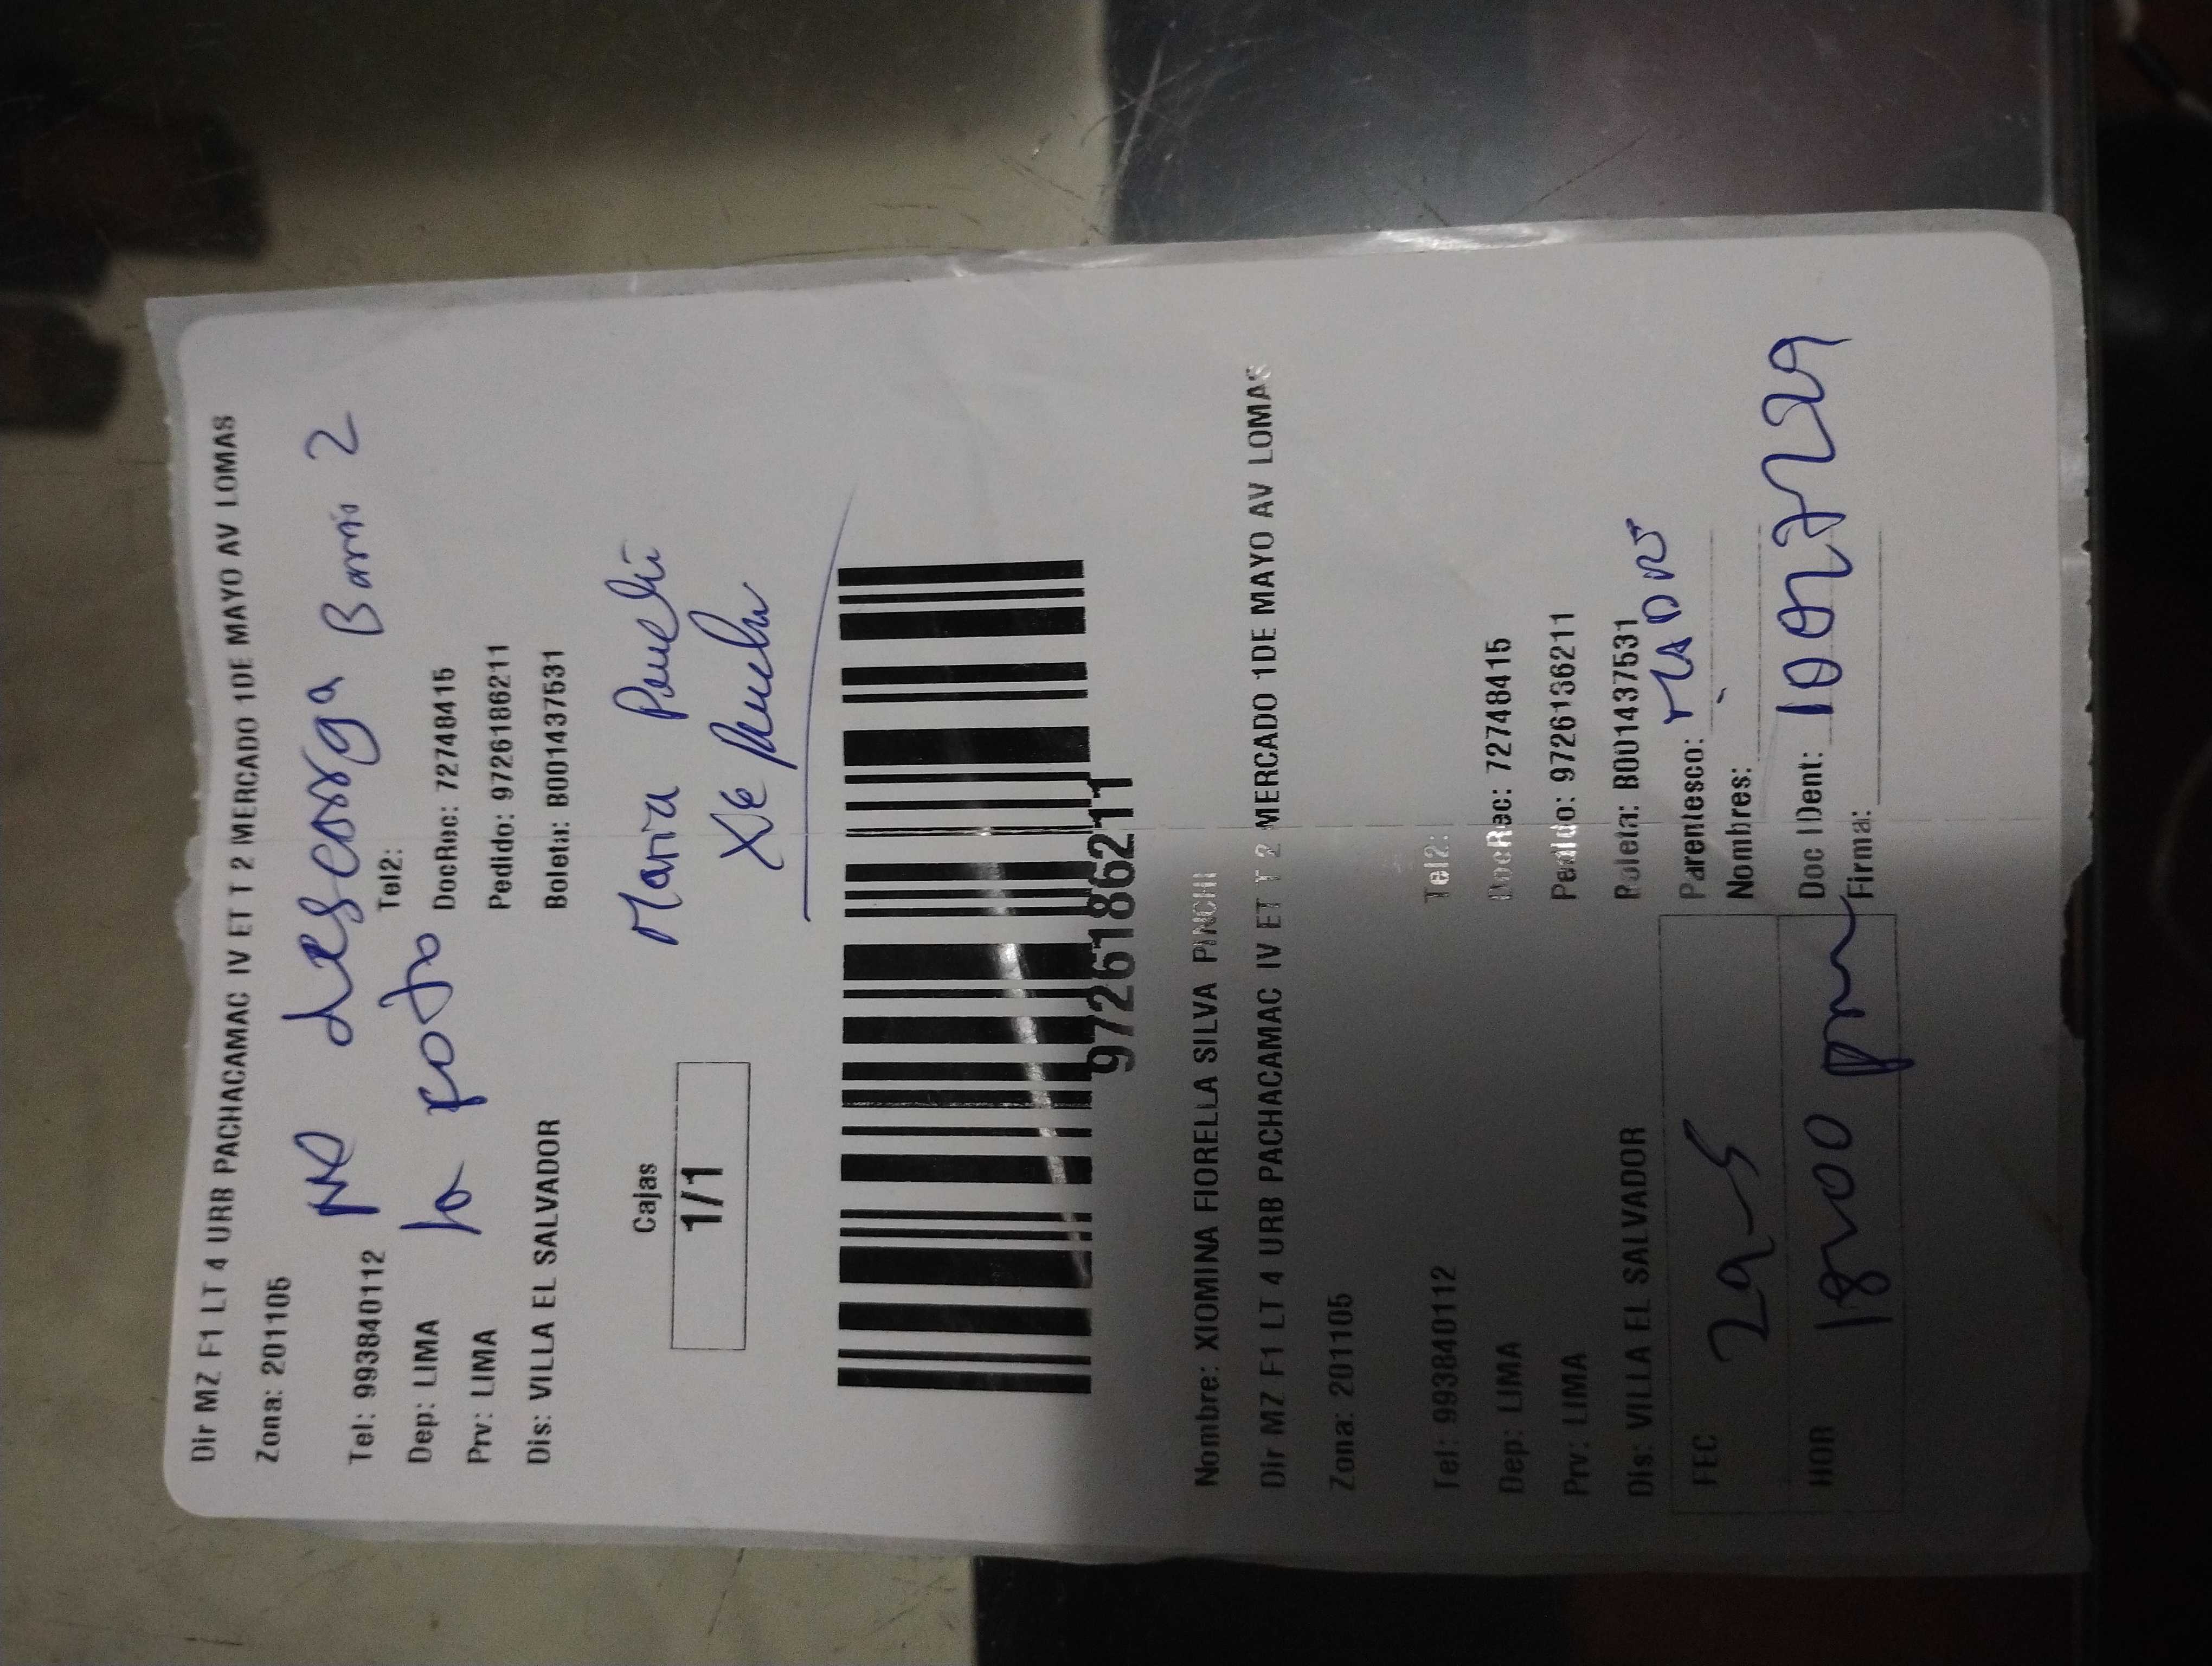 Dir MZ F1 LT 4 URB PACHACAMAC IV ET T 2 MERCADO 1DE MAYO AV LOMAS
Zona: 201105
no descarga Barrio 2
la foto
Tel: 993840112 Tel2:
Dep: LIMA DocRec: 72748415
Prv: LIMA Pedido: 9726186211
Dis: VILLA EL SALVADOR Boleta: B001437531
Cajas
1/1
Maria
9726186211
Nombre: XIOMINA FIORELLA SILVA PINCHI
Dir MZ F1 LT 4 URB PACHACAMAC IV ET T 2 MERCADO 1DE MAYO AV LOMAS
Zona: 201105
Tel: 993840112 Tel2:
Dep: LIMA DocRec: 72748415
Prv: LIMA Pedido: 9726186211
Dis: VILLA EL SALVADOR Boleta: B001437531
FEC 29-5 Parentesco: MADRE
Nombres:
HOR 18:00 pm Doc IDent:
Firma: